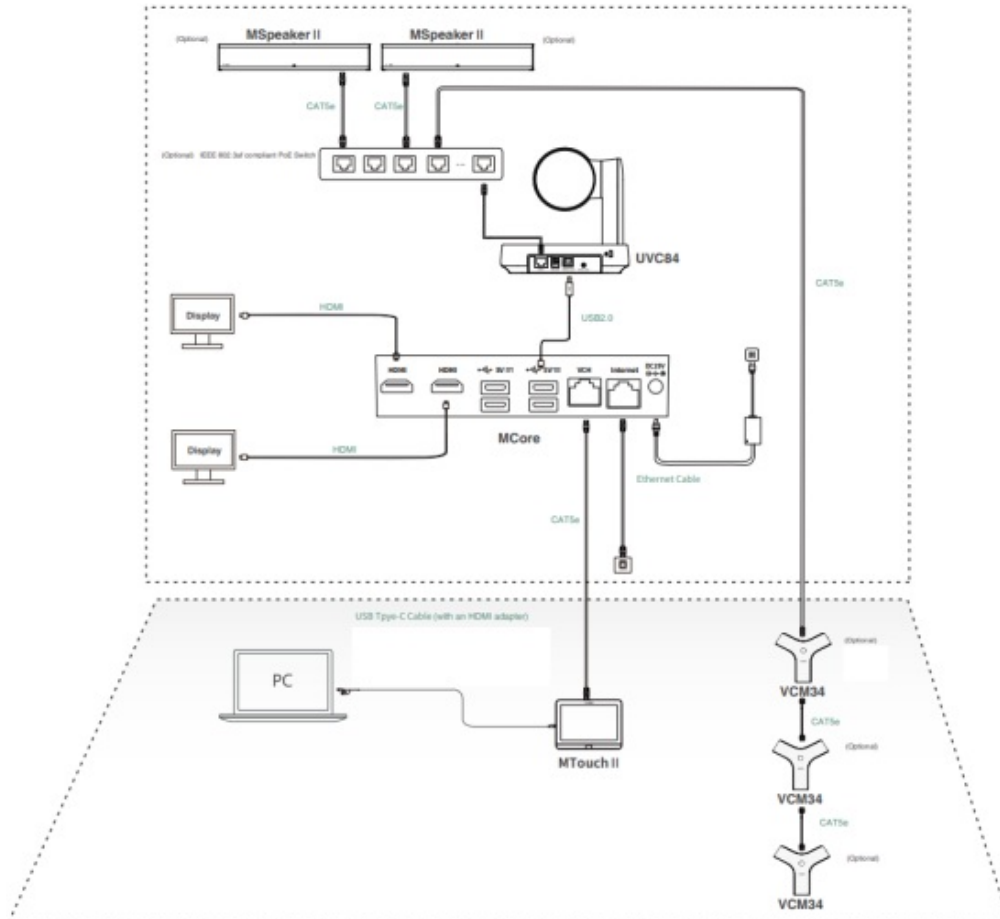 MSpeaker II
MSpeaker II
(Optional)
(Optional)
CAT5e
CAT5e
(Optional) IEEE 802.3af compliant PoE Switch
UVC84
CAT5e
HDMI
Display
USB2.0
HDMI
HDMI
5V
5V
VCH
Internet
DC
MCore
Display
HDMI
Ethernet Cable
CAT5e
USB Tpye-C Cable (with an HDMI adapter)
(Optional)
PC
VCM34
CAT5e
(Optional)
MTouch II
VCM34
CAT5e
(Optional)
VCM34